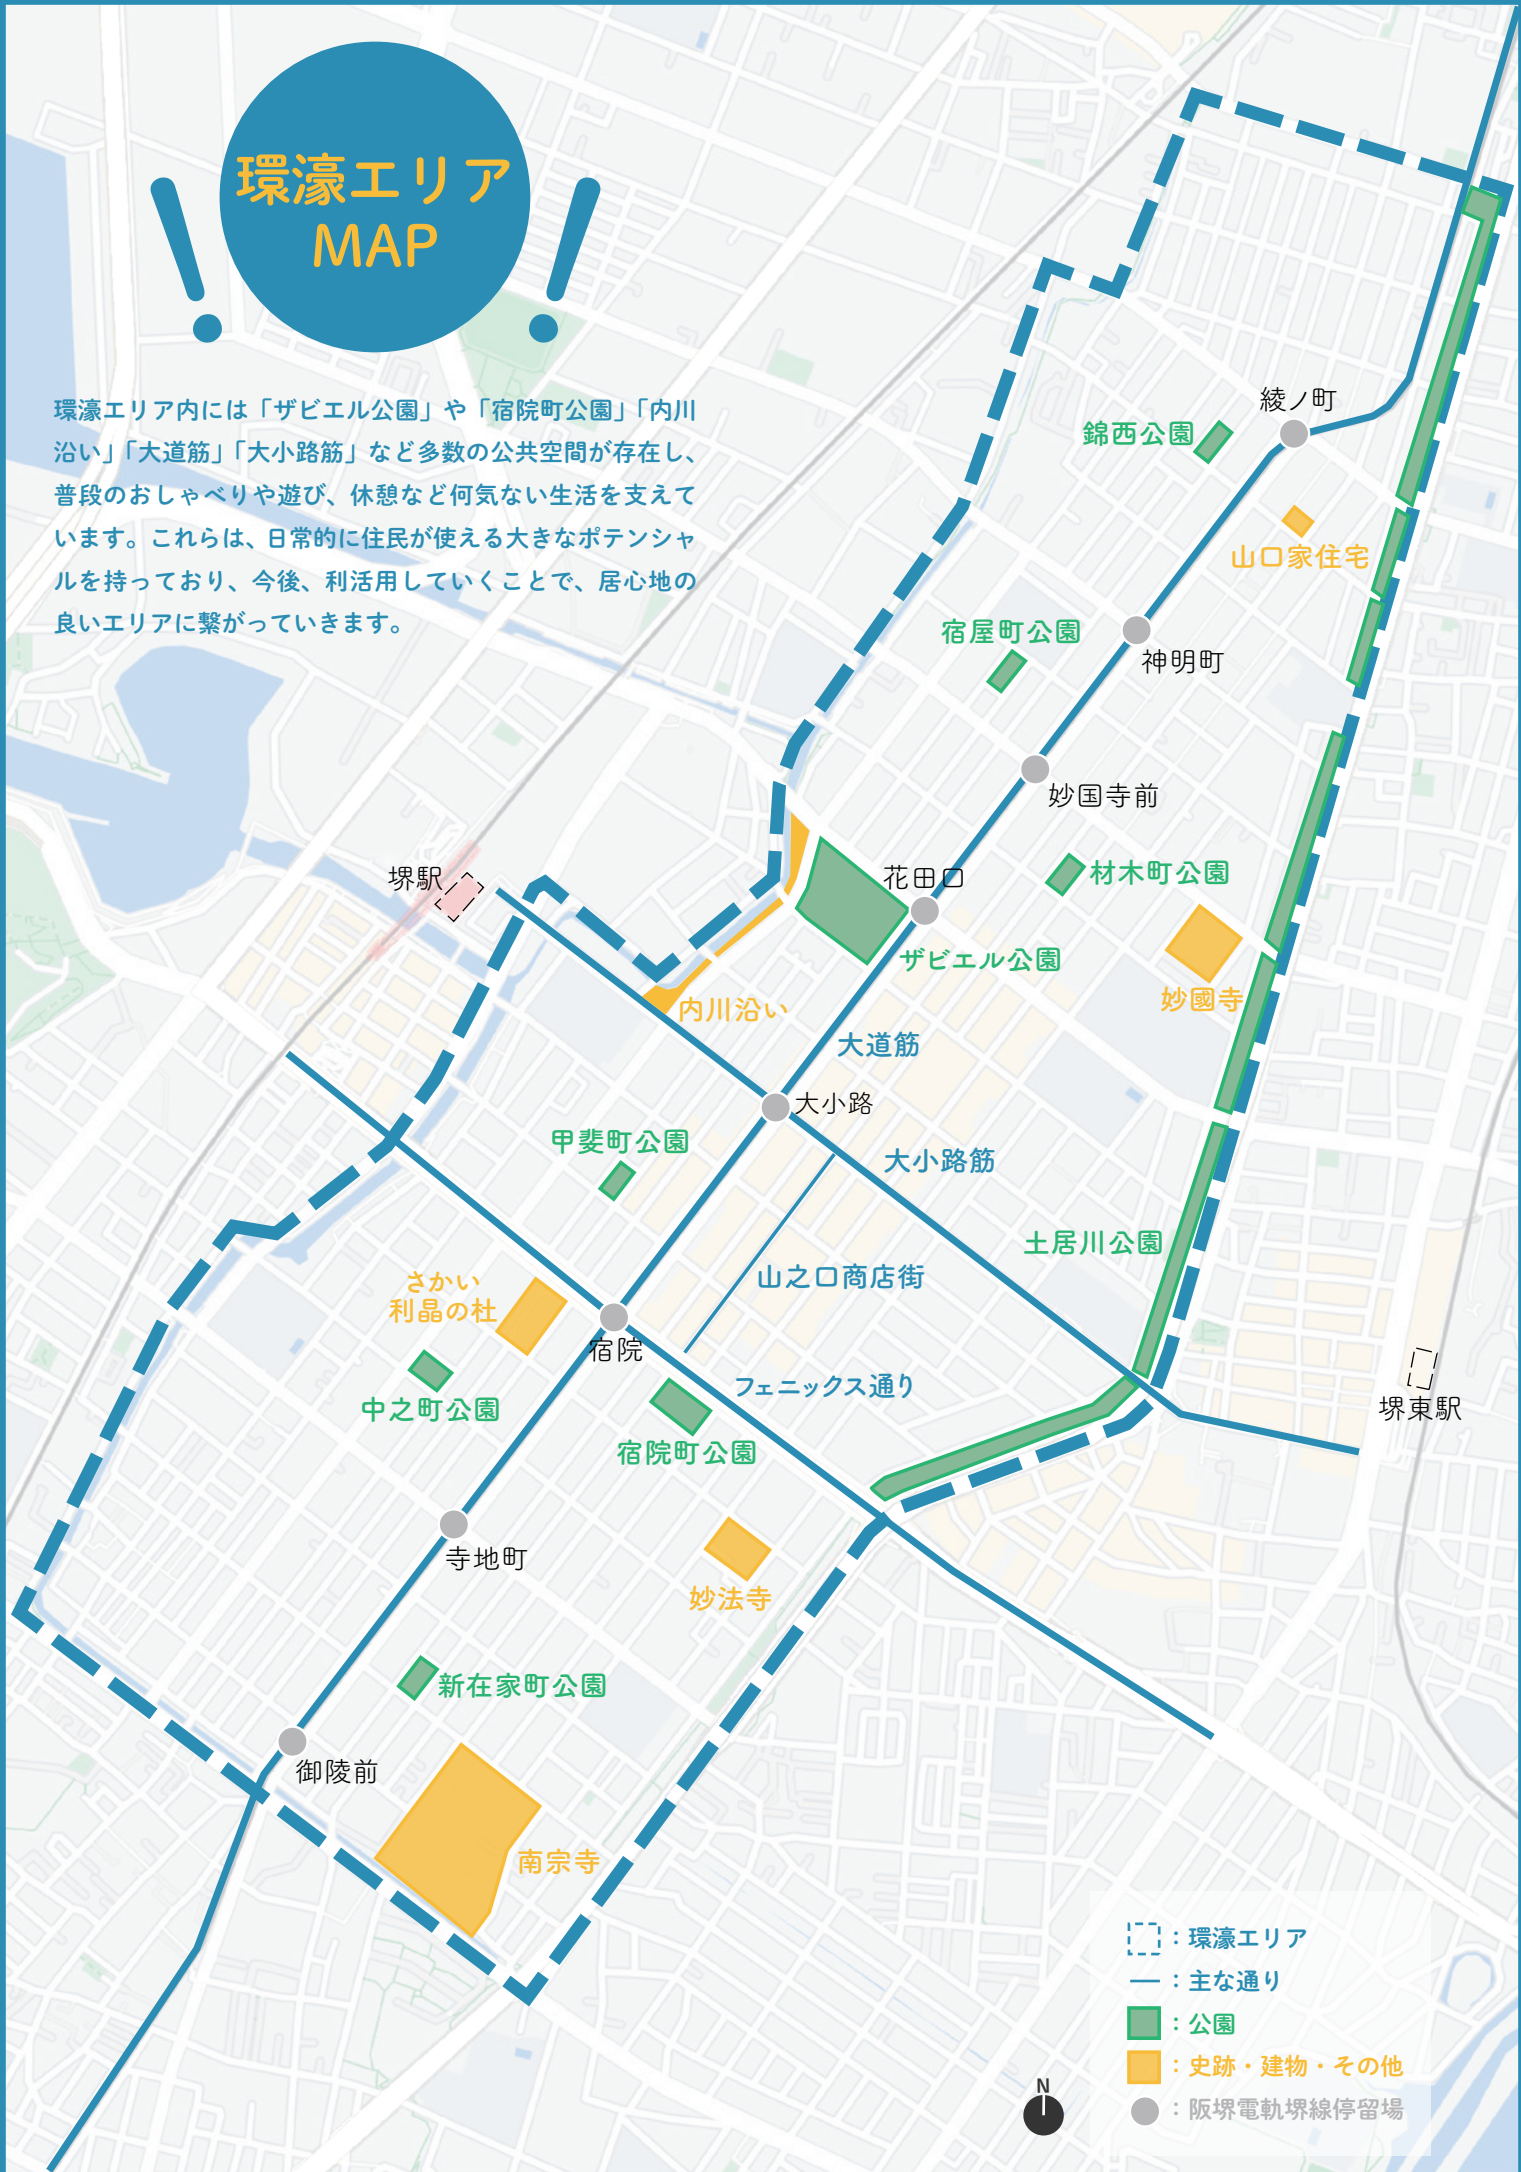 環濠エリア
MAP
環濠エリア内には「ザビエル公園」や「宿院町公園」「内川
沿い」「大道筋」「大小路筋」など多数の公共空間が存在し、
普段のおしゃべりや遊び、休憩など何気ない生活を支えて
います。これらは、日常的に住民が使える大きなポテンシャ
ルを持っており、今後、利活用していくことで、居心地の
良いエリアに繋がっていきます。
綾ノ町
錦西公園
山口家住宅
宿屋町公園
神明町
妙国寺前
堺駅
花田口
材木町公園
ザビエル公園
妙國寺
内川沿い
大道筋
大小路
甲斐町公園
大小路筋
土居川公園
さかい
利晶の杜
山之口商店街
宿院
フェニックス通り
中之町公園
堺東駅
宿院町公園
寺地町
妙法寺
新在家町公園
御陵前
南宗寺
：環濠エリア
：主な通り
：公園
：史跡・建物・その他
：阪堺電軌堺線停留場
N